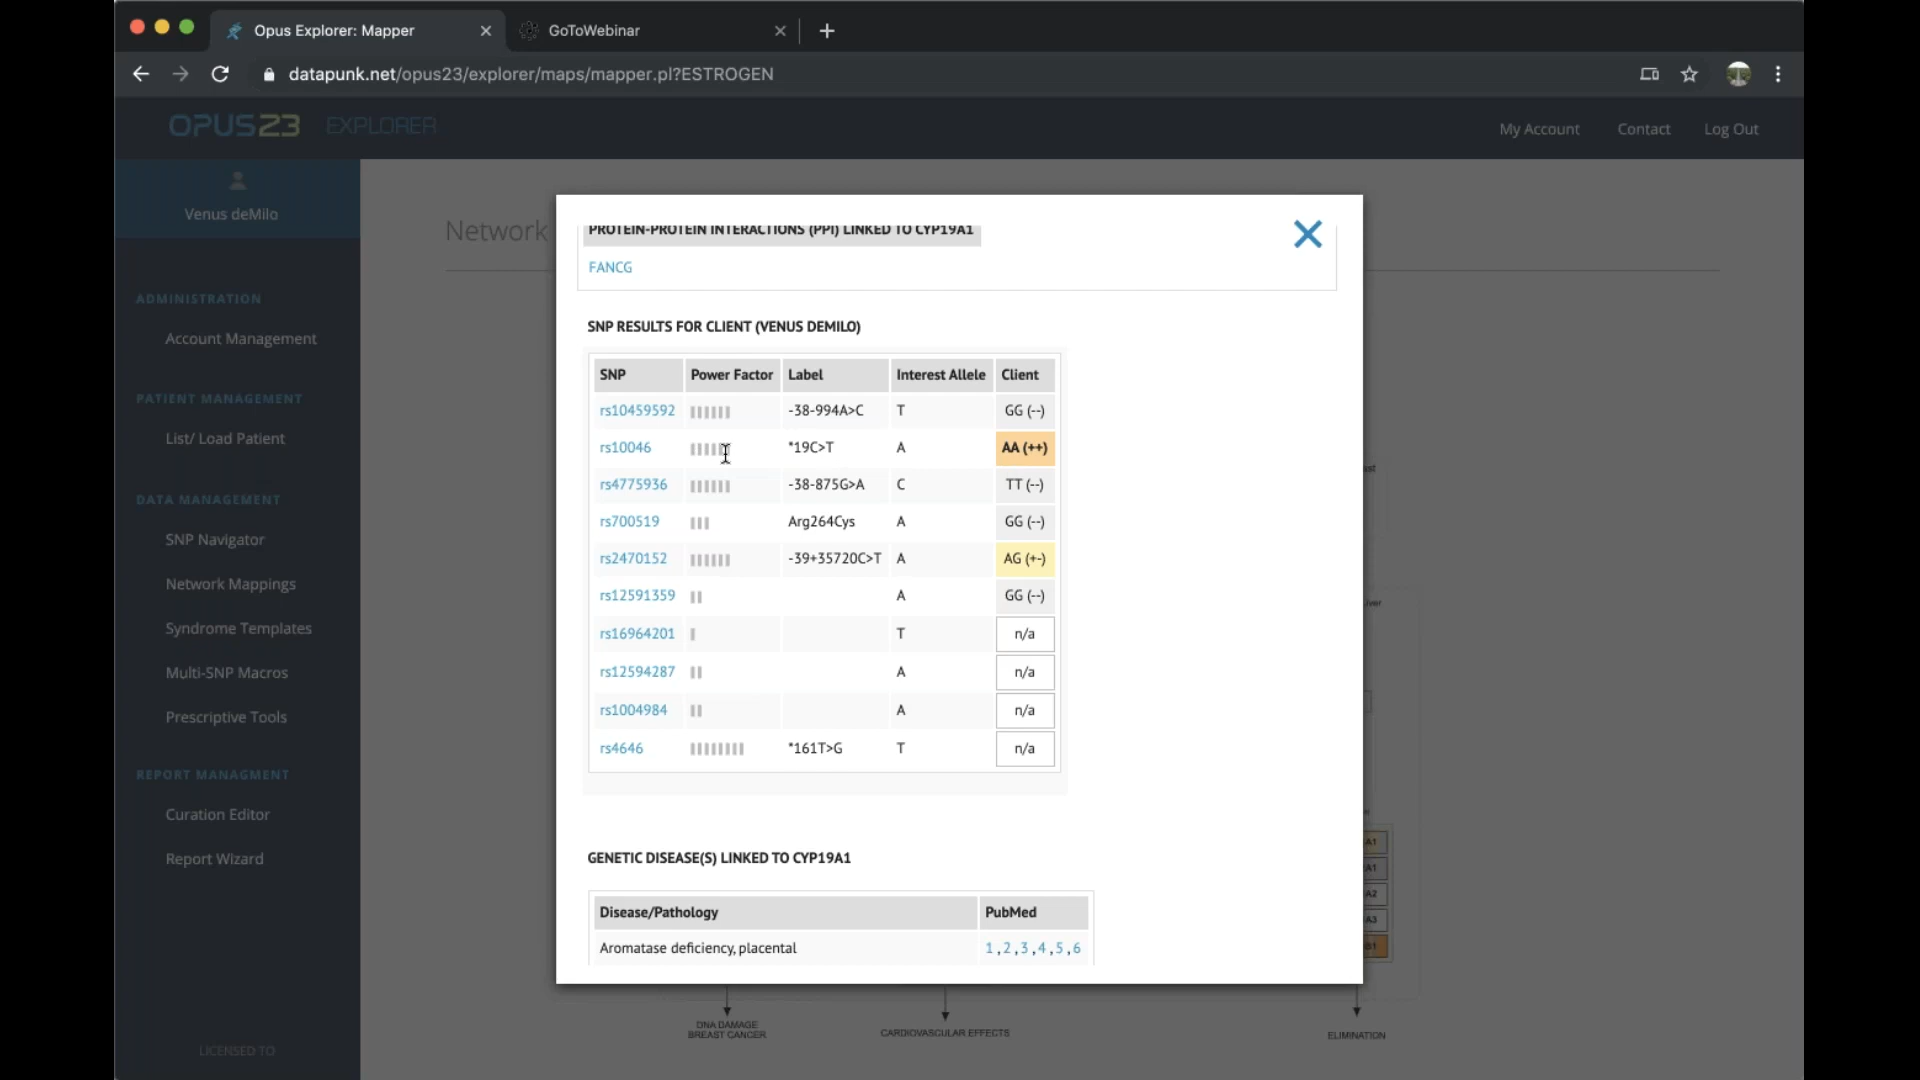 Opus Explorer: Mapper
GoToWebinar
datapunk.net/opus23/explorer/maps/mapper.pl?ESTROGEN
OPUS23 EXPLORER
My Account Contact Log Out
Venus deMilo
ADMINISTRATION
Account Management
PATIENT MANAGEMENT
List/ Load Patient
DATA MANAGEMENT
SNP Navigator
Network Mappings
Syndrome Templates
Multi-SNP Macros
Prescriptive Tools
REPORT MANAGMENT
Curation Editor
Report Wizard
LICENSED TO
Network
PROTEIN-PROTEIN INTERACTIONS (PPI) LINKED TO CYP19A1
FANCG
SNP RESULTS FOR CLIENT (VENUS DEMILO)
SNP Power Factor Label Interest Allele Client
rs10459592 -38-994A>C T GG (--)
rs10046 *19C>T A AA (++)
rs4775936 -38-875G>A C TT (--)
rs700519 Arg264Cys A GG (--)
rs2470152 -39+35720C>T A AG (+-)
rs12591359 A GG (--)
rs16964201 T n/a
rs12594287 A n/a
rs1004984 A n/a
rs4646 *161T>G T n/a
GENETIC DISEASE(S) LINKED TO CYP19A1
Disease/Pathology PubMed
Aromatase deficiency, placental 1,2,3,4,5,6
A1
A1
A2
A3
DNA DAMAGE
BREAST CANCER
CARDIOVASCULAR EFFECTS
ELIMINATION